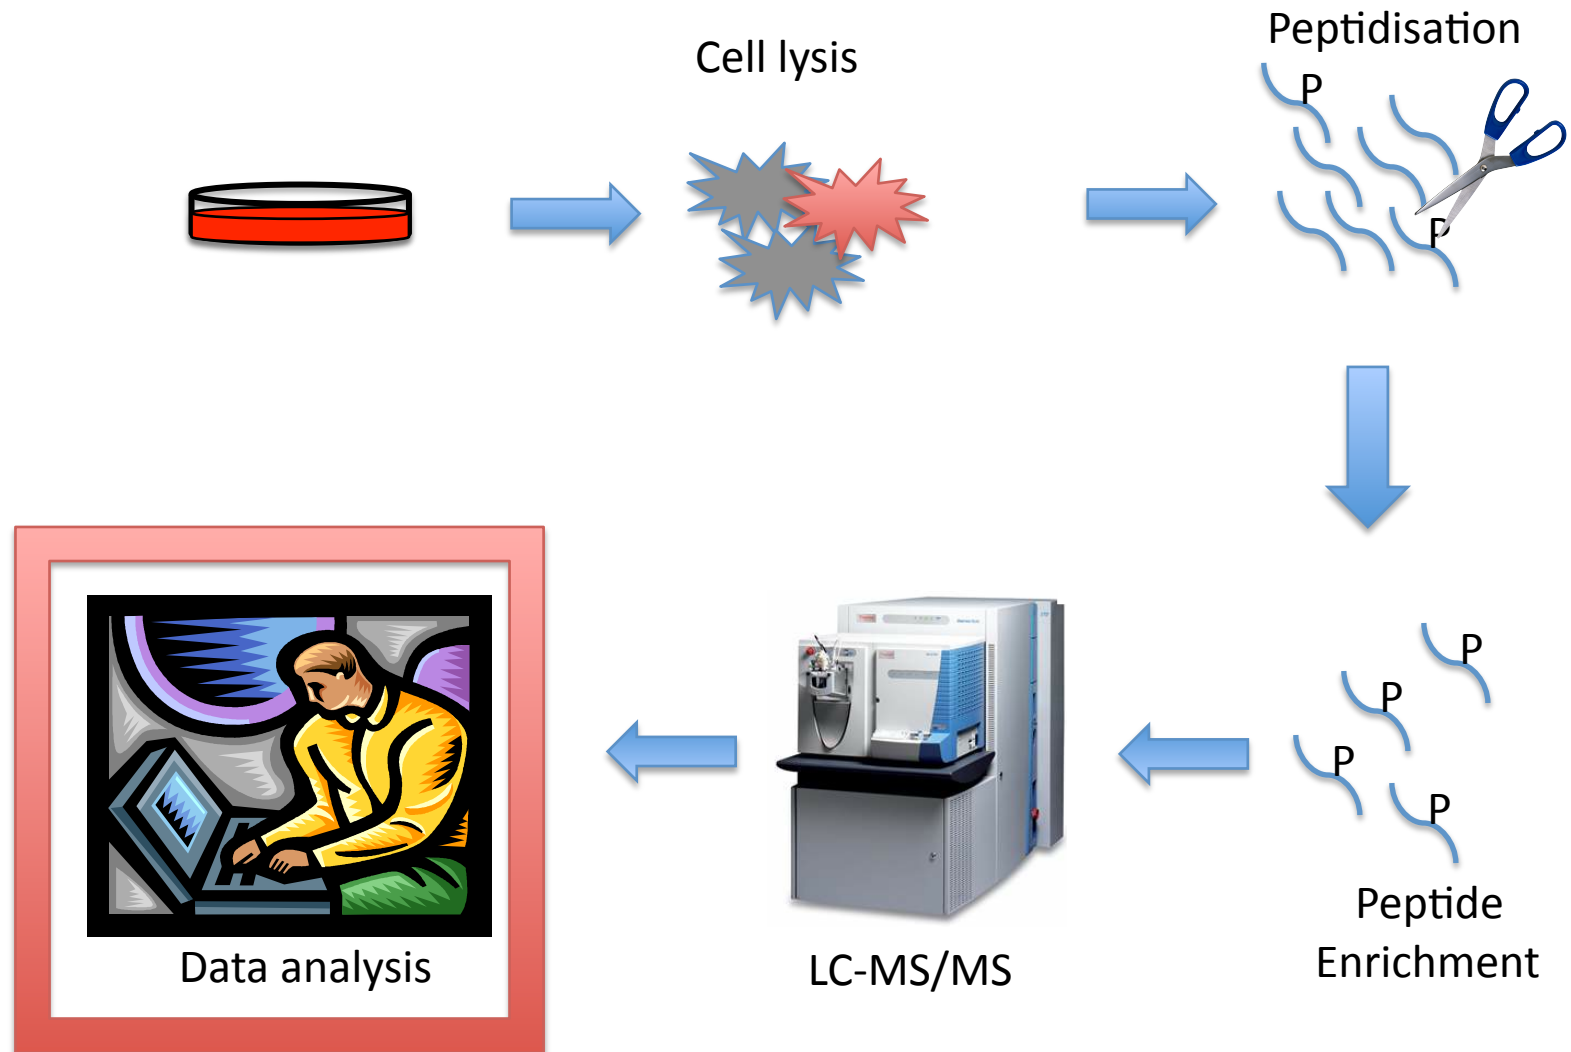 Cell lysis
Peptidisation
P
P
P
P
P
P
Peptide
Enrichment
LC-MS/MS
Data analysis